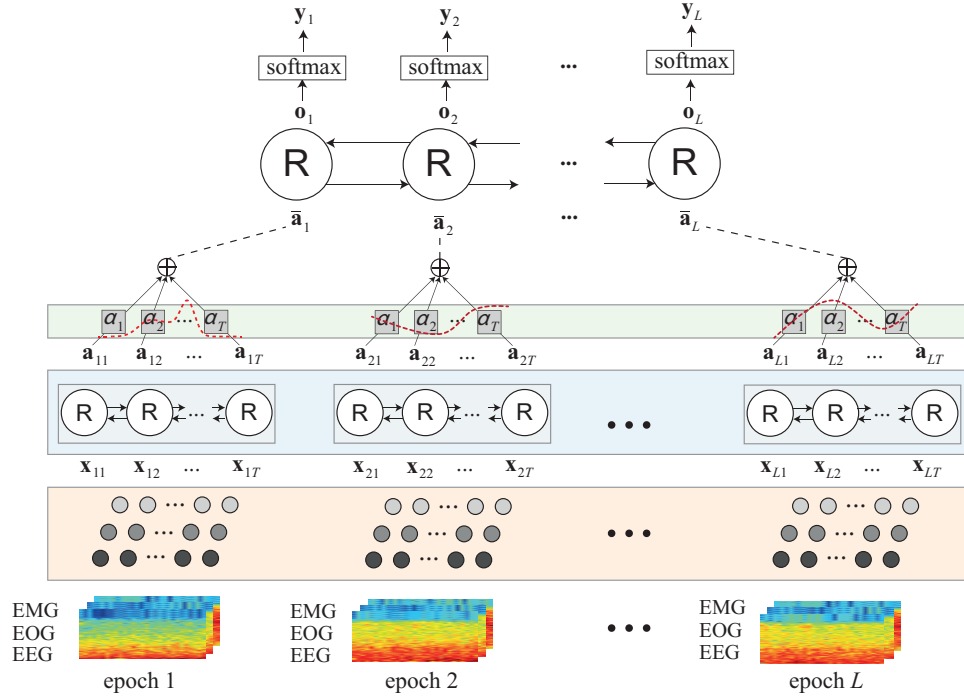 y1 y2 yL
softmax softmax ... softmax
o1 o2 oL
R R ... R
ā1 ā2 ... āL
α1 α2 ... αT α1 α2 ... αT α1 α2 ... αT
a11 a12 ... a1T a21 a22 ... a2T aL1 aL2 ... aLT
R R ... R R R ... R ... R R ... R
x11 x12 ... x1T x21 x22 ... x2T xL1 xL2 ... xLT
EMG EMG EMG
EOG EOG EOG
EEG EEG EEG
epoch 1 epoch 2 epoch L